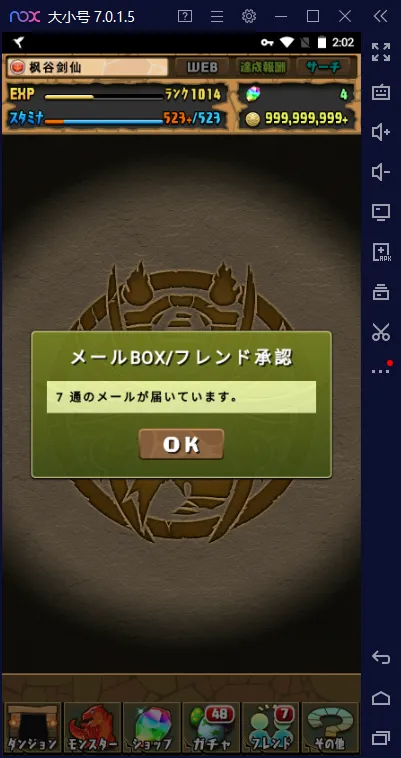 nox 大小号 7.0.1.5
2:02
枫谷剑仙 WEB 達成報酬 サーチ
EXP ランク1014 4
スタミナ 523+/523 999,999,999+
メールBOX/フレンド承認
7 通のメールが届いています。
OK
48 7
ダンジョン モンスター ショップ ガチャ フレンド その他
APK